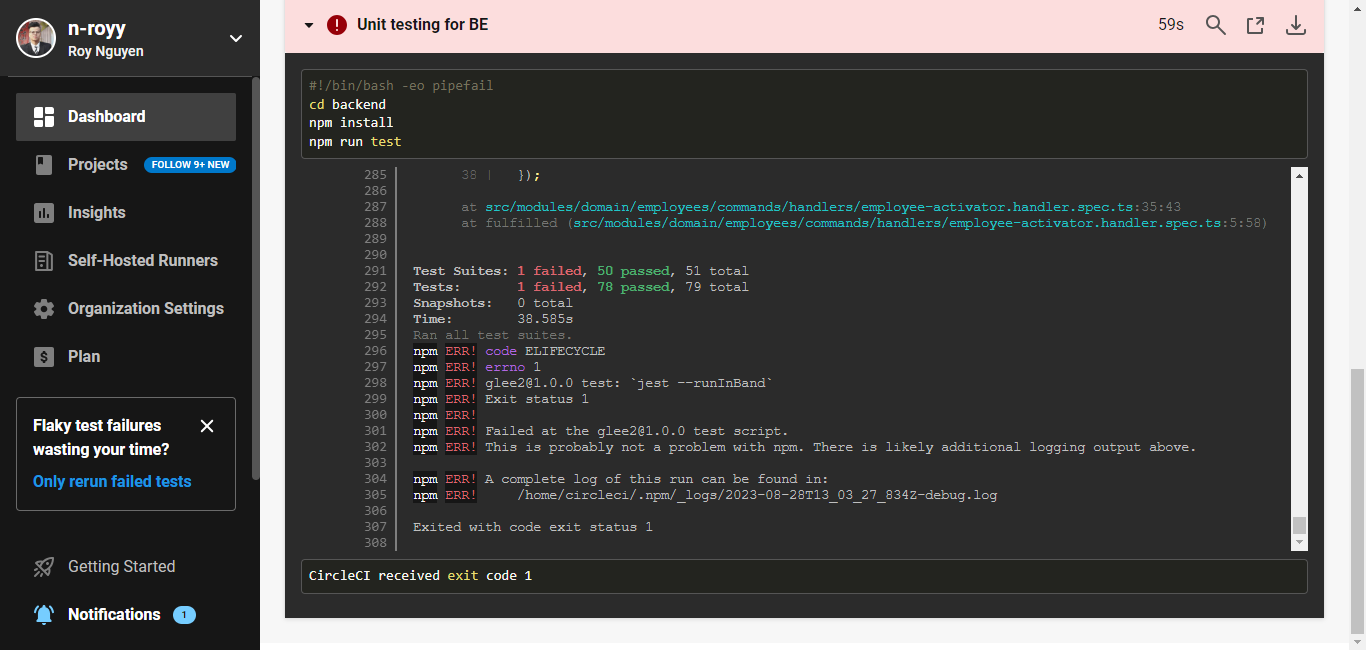 n-royy
Roy Nguyen
Dashboard
Projects FOLLOW 9+ NEW
Insights
Self-Hosted Runners
Organization Settings
Plan
Flaky test failures
wasting your time?
Only rerun failed tests
Getting Started
Notifications 1
Unit testing for BE 59s
#!/bin/bash -eo pipefail
cd backend
npm install
npm run test
285 38 | });
286
287 at src/modules/domain/employees/commands/handlers/employee-activator.handler.spec.ts:35:43
288 at fulfilled (src/modules/domain/employees/commands/handlers/employee-activator.handler.spec.ts:5:58)
289
290
291 Test Suites: 1 failed, 50 passed, 51 total
292 Tests: 1 failed, 78 passed, 79 total
293 Snapshots: 0 total
294 Time: 38.585s
295 Ran all test suites.
296 npm ERR! code ELIFECYCLE
297 npm ERR! errno 1
298 npm ERR! glee2@1.0.0 test: `jest --runInBand`
299 npm ERR! Exit status 1
300 npm ERR!
301 npm ERR! Failed at the glee2@1.0.0 test script.
302 npm ERR! This is probably not a problem with npm. There is likely additional logging output above.
303
304 npm ERR! A complete log of this run can be found in:
305 npm ERR! /home/circleci/.npm/_logs/2023-08-28T13_03_27_834Z-debug.log
306
307 Exited with code exit status 1
308
CircleCI received exit code 1